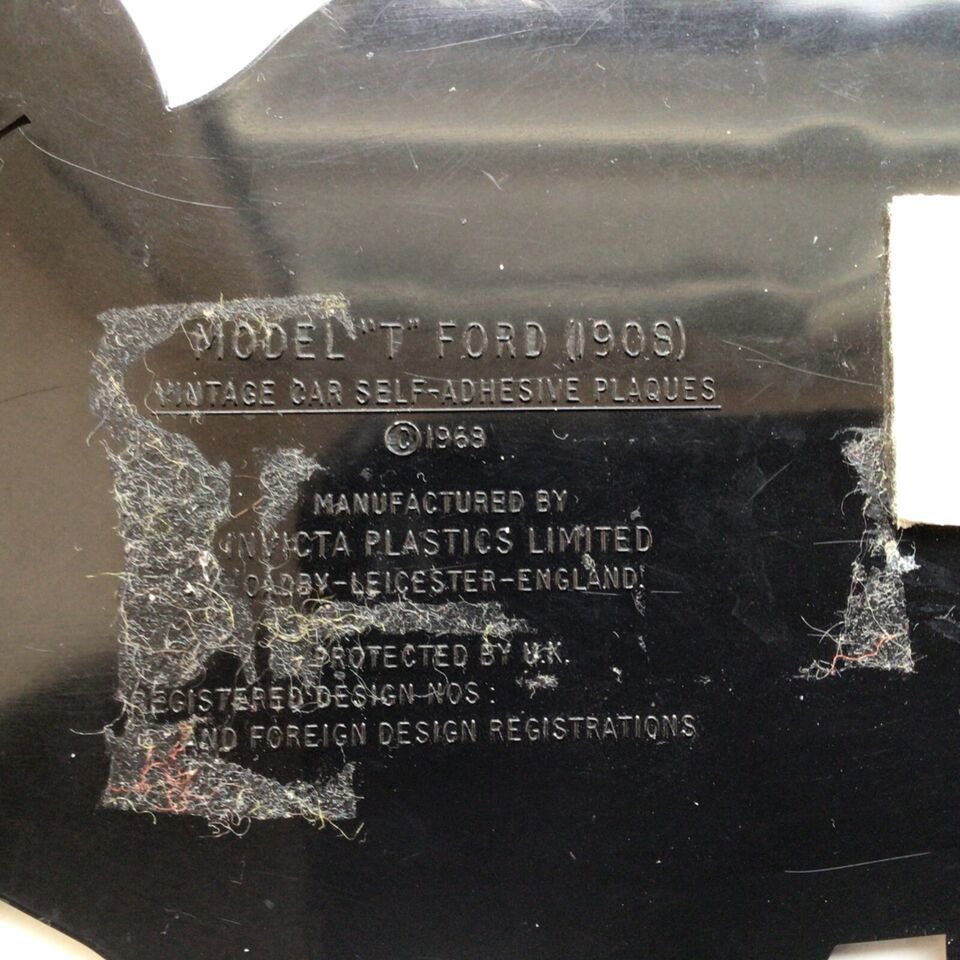 MODEL "T" FORD (1908)
VINTAGE CAR SELF-ADHESIVE PLAQUES
©1968
MANUFACTURED BY
INVICTA PLASTICS LIMITED
OADBY-LEICESTER-ENGLAND
PROTECTED BY U.K.
REGISTERED DESIGN NOS:
AND FOREIGN DESIGN REGISTRATIONS